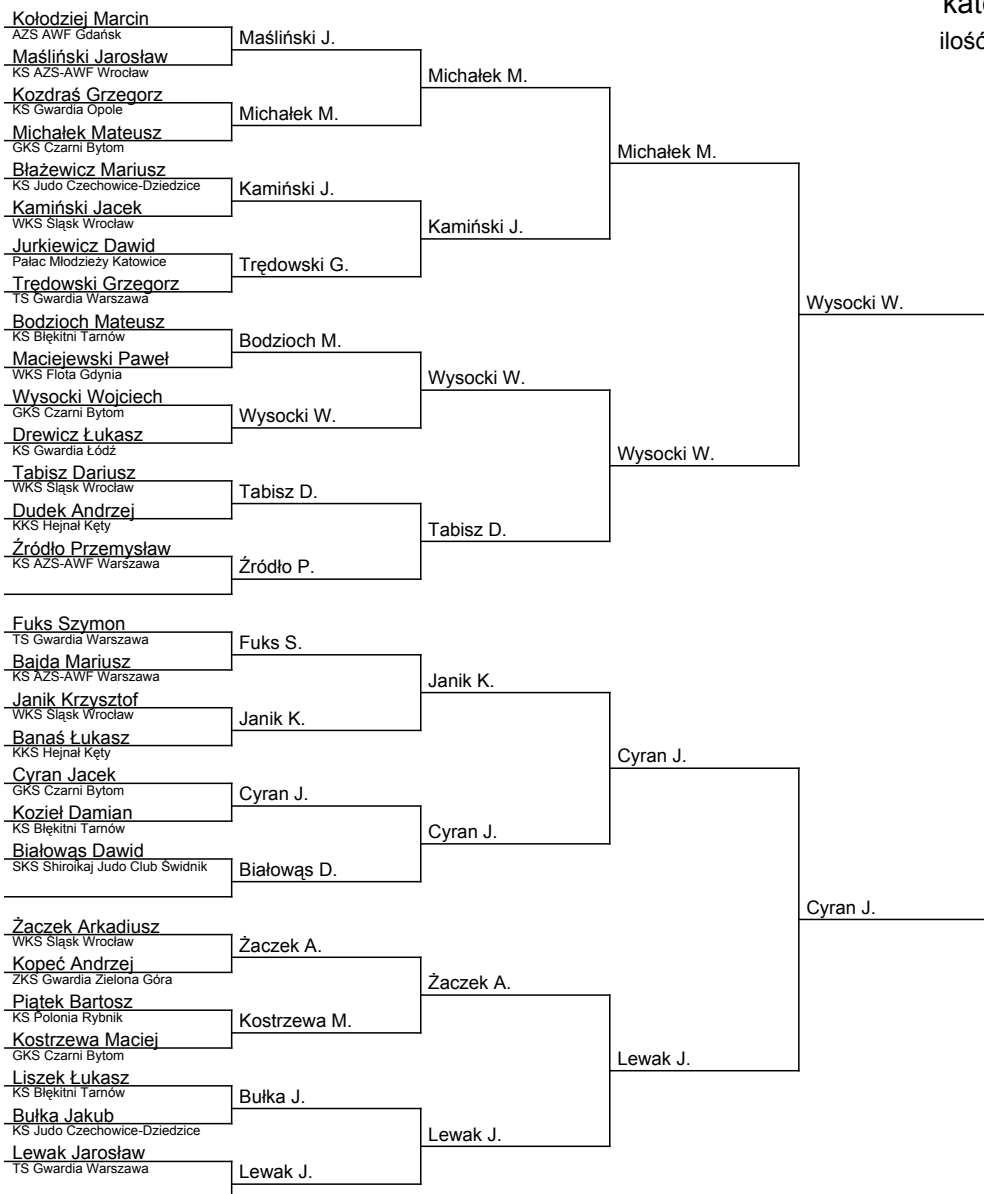 kate
ilość
Kołodziej Marcin
AZS AWF Gdańsk
Maśliński Jarosław
KS AZS-AWF Wrocław
Kozdraś Grzegorz
KS Gwardia Opole
Michałek Mateusz
GKS Czarni Bytom
Błażewicz Mariusz
KS Judo Czechowice-Dziedzice
Kamiński Jacek
WKS Śląsk Wrocław
Jurkiewicz Dawid
Pałac Młodzieży Katowice
Trędowski Grzegorz
TS Gwardia Warszawa
Bodzioch Mateusz
KS Błękitni Tarnów
Maciejewski Paweł
WKS Flota Gdynia
Wysocki Wojciech
GKS Czarni Bytom
Drewicz Łukasz
KS Gwardia Łódź
Tabisz Dariusz
WKS Śląsk Wrocław
Dudek Andrzej
KKS Hejnał Kęty
Źródło Przemysław
KS AZS-AWF Warszawa
Fuks Szymon
TS Gwardia Warszawa
Bajda Mariusz
KS AZS-AWF Warszawa
Janik Krzysztof
WKS Śląsk Wrocław
Banaś Łukasz
KKS Hejnał Kęty
Cyran Jacek
GKS Czarni Bytom
Kozieł Damian
KS Błękitni Tarnów
Białowąs Dawid
SKS Shiroikaj Judo Club Świdnik
Żaczek Arkadiusz
WKS Śląsk Wrocław
Kopeć Andrzej
ZKS Gwardia Zielona Góra
Piątek Bartosz
KS Polonia Rybnik
Kostrzewa Maciej
GKS Czarni Bytom
Liszek Łukasz
KS Błękitni Tarnów
Bułka Jakub
KS Judo Czechowice-Dziedzice
Lewak Jarosław
TS Gwardia Warszawa
Maśliński J.
Michałek M.
Kamiński J.
Trędowski G.
Bodzioch M.
Wysocki W.
Tabisz D.
Źródło P.
Fuks S.
Janik K.
Cyran J.
Białowąs D.
Żaczek A.
Kostrzewa M.
Bułka J.
Lewak J.
Michałek M.
Kamiński J.
Wysocki W.
Tabisz D.
Janik K.
Cyran J.
Żaczek A.
Lewak J.
Michałek M.
Wysocki W.
Cyran J.
Lewak J.
Wysocki W.
Cyran J.